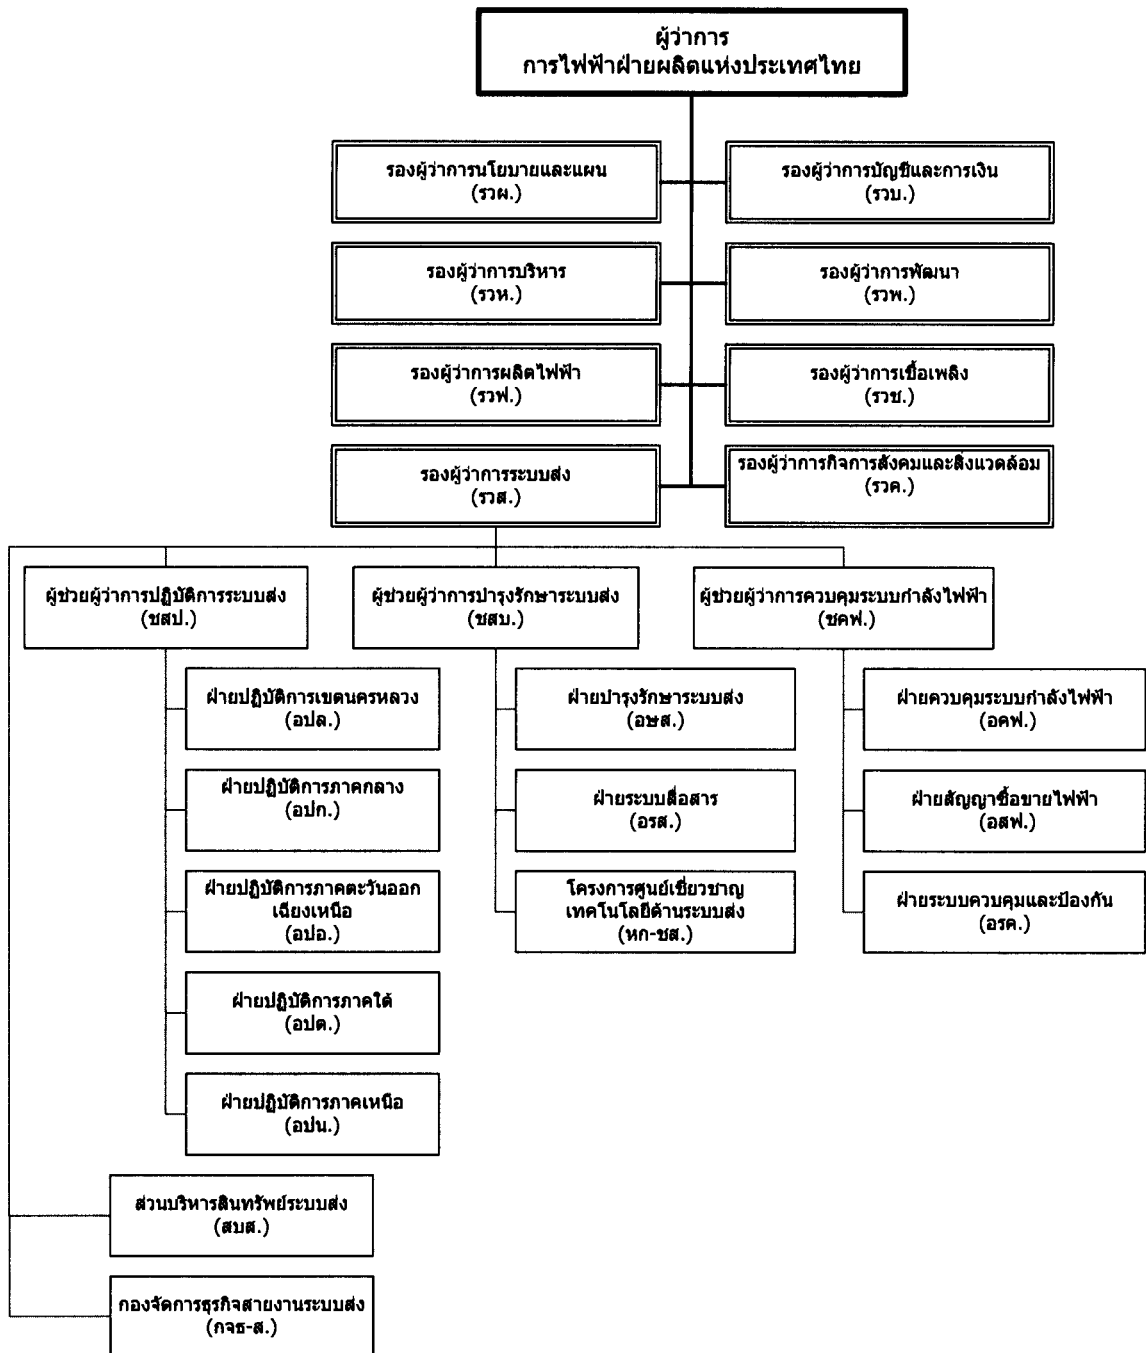 ผู้ว่าการ
การไฟฟ้าฝ่ายผลิตแห่งประเทศไทย
รองผู้ว่าการนโยบายและแผน
(รวผ.)
รองผู้ว่าการบัญชีและการเงิน
(รวบ.)
รองผู้ว่าการบริหาร
(รวห.)
รองผู้ว่าการพัฒนา
(รวพ.)
รองผู้ว่าการผลิตไฟฟ้า
(รวฟ.)
รองผู้ว่าการเชื้อเพลิง
(รวช.)
รองผู้ว่าการระบบส่ง
(รวส.)
รองผู้ว่าการกิจการสังคมและสิ่งแวดล้อม
(รวค.)
ผู้ช่วยผู้ว่าการปฏิบัติการระบบส่ง
(ชสป.)
ผู้ช่วยผู้ว่าการบำรุงรักษาระบบส่ง
(ชสบ.)
ผู้ช่วยผู้ว่าการควบคุมระบบกำลังไฟฟ้า
(ชคฟ.)
ฝ่ายปฏิบัติการเขตนครหลวง
(อปล.)
ฝ่ายบำรุงรักษาระบบส่ง
(อษส.)
ฝ่ายควบคุมระบบกำลังไฟฟ้า
(อคฟ.)
ฝ่ายปฏิบัติการภาคกลาง
(อปก.)
ฝ่ายระบบสื่อสาร
(อรส.)
ฝ่ายสัญญาซื้อขายไฟฟ้า
(อสฟ.)
ฝ่ายปฏิบัติการภาคตะวันออก
เฉียงเหนือ
(อปอ.)
โครงการศูนย์เชี่ยวชาญ
เทคโนโลยีด้านระบบส่ง
(หก-ชส.)
ฝ่ายระบบควบคุมและป้องกัน
(อรค.)
ฝ่ายปฏิบัติการภาคใต้
(อปต.)
ฝ่ายปฏิบัติการภาคเหนือ
(อปน.)
ส่วนบริหารสินทรัพย์ระบบส่ง
(สบส.)
กองจัดการธุรกิจสายงานระบบส่ง
(กจธ-ส.)